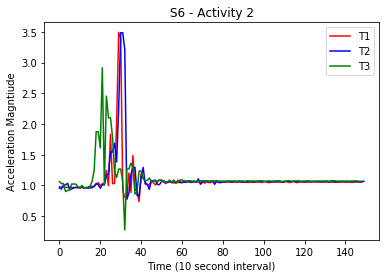 S6 - Activity 2
T1
T2
T3
Acceleration Magntiude
3.5
3.0
2.5
2.0
1.5
1.0
0.5
0 20 40 60 80 100 120 140
Time (10 second interval)